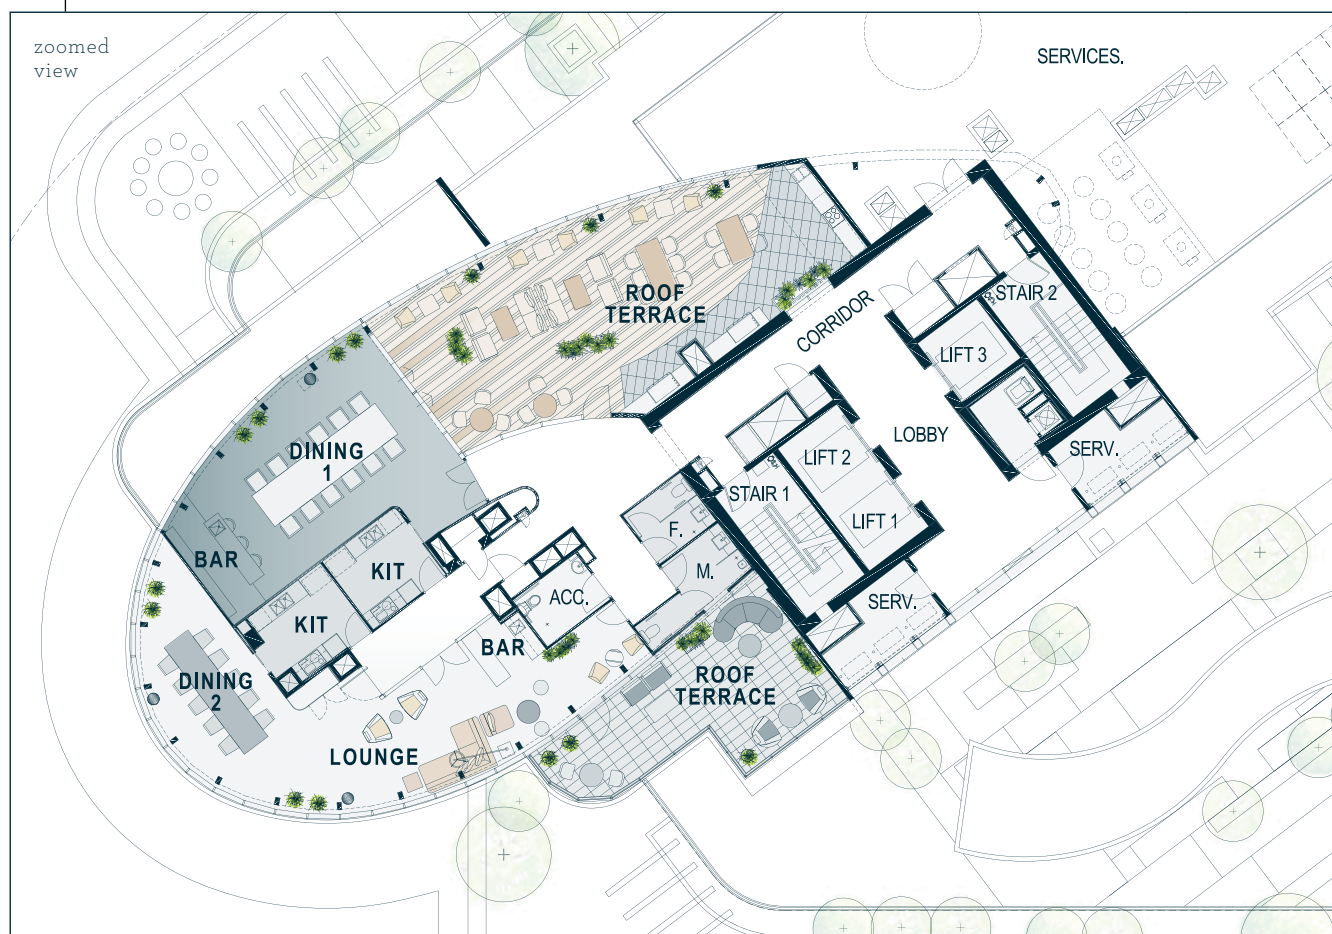 zoomed
view
SERVICES.
ROOF
TERRACE
CORRIDOR
STAIR 2
LIFT 3
LOBBY
SERV.
DINING
1
LIFT 2
STAIR 1
LIFT 1
F.
M.
BAR
KIT
KIT
ACC.
SERV.
BAR
DINING
2
ROOF
TERRACE
LOUNGE